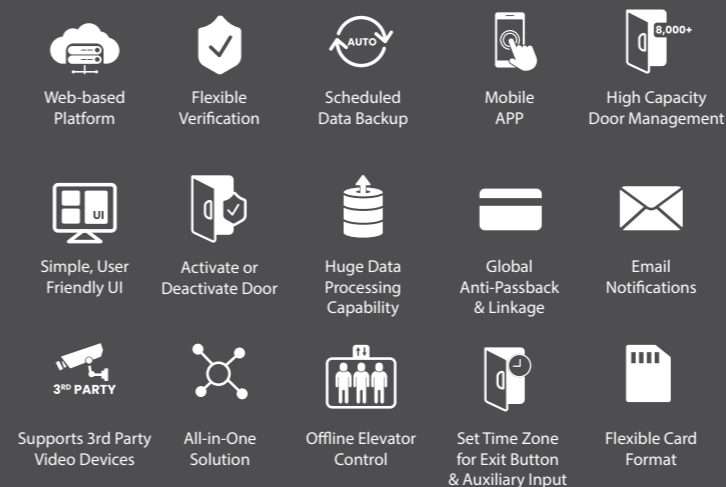 AUTO
8,000+
Web-based
Platform
Flexible
Verification
Scheduled
Data Backup
Mobile
APP
High Capacity
Door Management
UI
Simple, User
Friendly UI
Activate or
Deactivate Door
Huge Data
Processing
Capability
Global
Anti-Passback
& Linkage
Email
Notifications
3RD PARTY
Supports 3rd Party
Video Devices
All-in-One
Solution
Offline Elevator
Control
Set Time Zone
for Exit Button
& Auxiliary Input
Flexible Card
Format